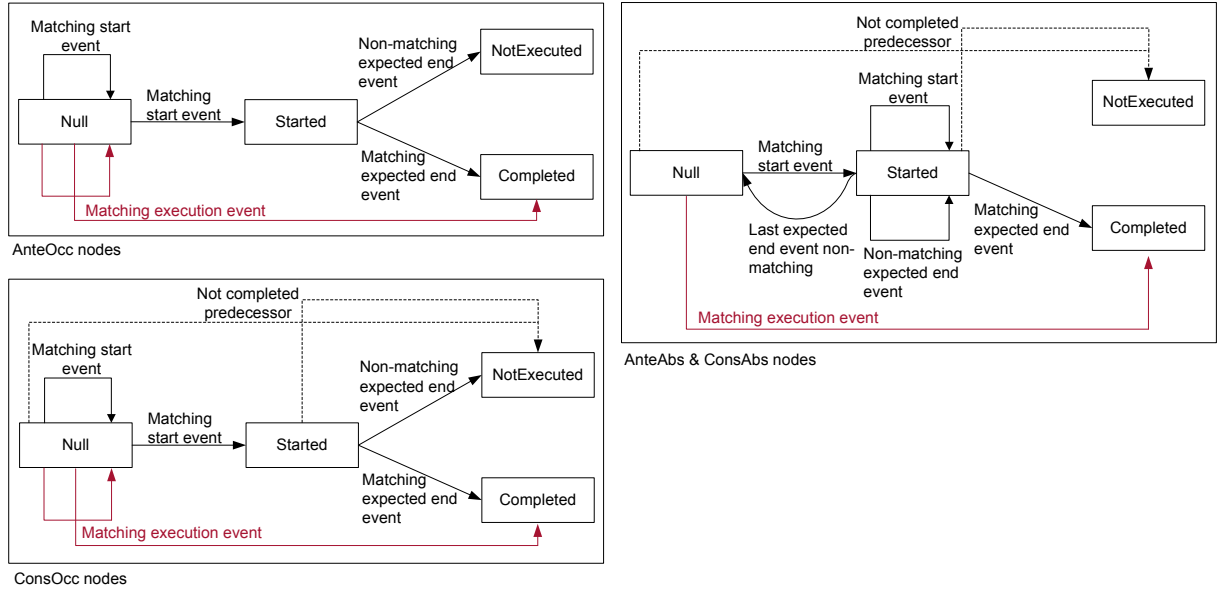 Matching start
event
Non-matching
expected end
event
NotExecuted
Null
Matching
start event
Started
Matching
expected end
event
Completed
Matching execution event
AnteOcc nodes
Not completed
predecessor
Matching start
event
Non-matching
expected end
event
NotExecuted
Null
Matching
start event
Started
Matching
expected end
event
Completed
Matching execution event
ConsOcc nodes
Not completed
predecessor
Matching start
event
NotExecuted
Null
Matching
start event
Started
Last expected
end event non-
matching
Non-matching
expected end
event
Matching
expected end
event
Completed
Matching execution event
AnteAbs & ConsAbs nodes